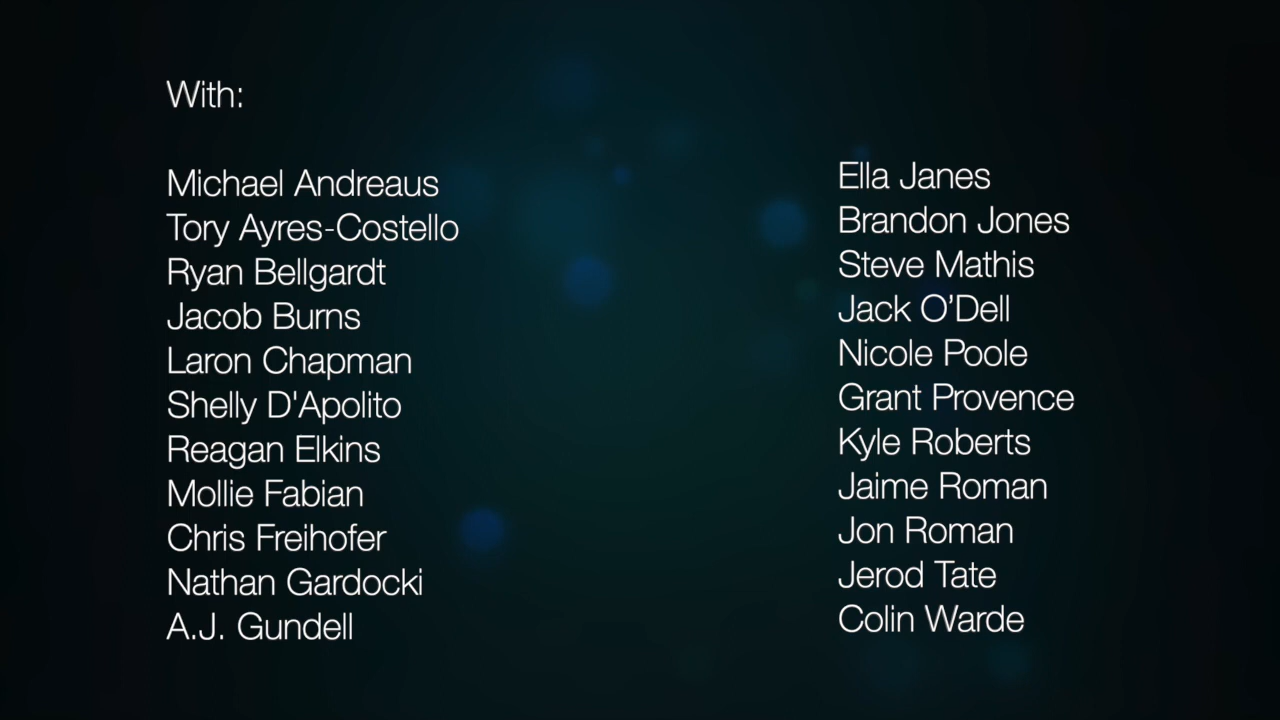 With:
Michael Andreaus
Tory Ayres-Costello
Ryan Bellgardt
Jacob Burns
Laron Chapman
Shelly D'Apolito
Reagan Elkins
Mollie Fabian
Chris Freihofer
Nathan Gardocki
A.J. Gundell
Ella Janes
Brandon Jones
Steve Mathis
Jack O’Dell
Nicole Poole
Grant Provence
Kyle Roberts
Jaime Roman
Jon Roman
Jerod Tate
Colin Warde